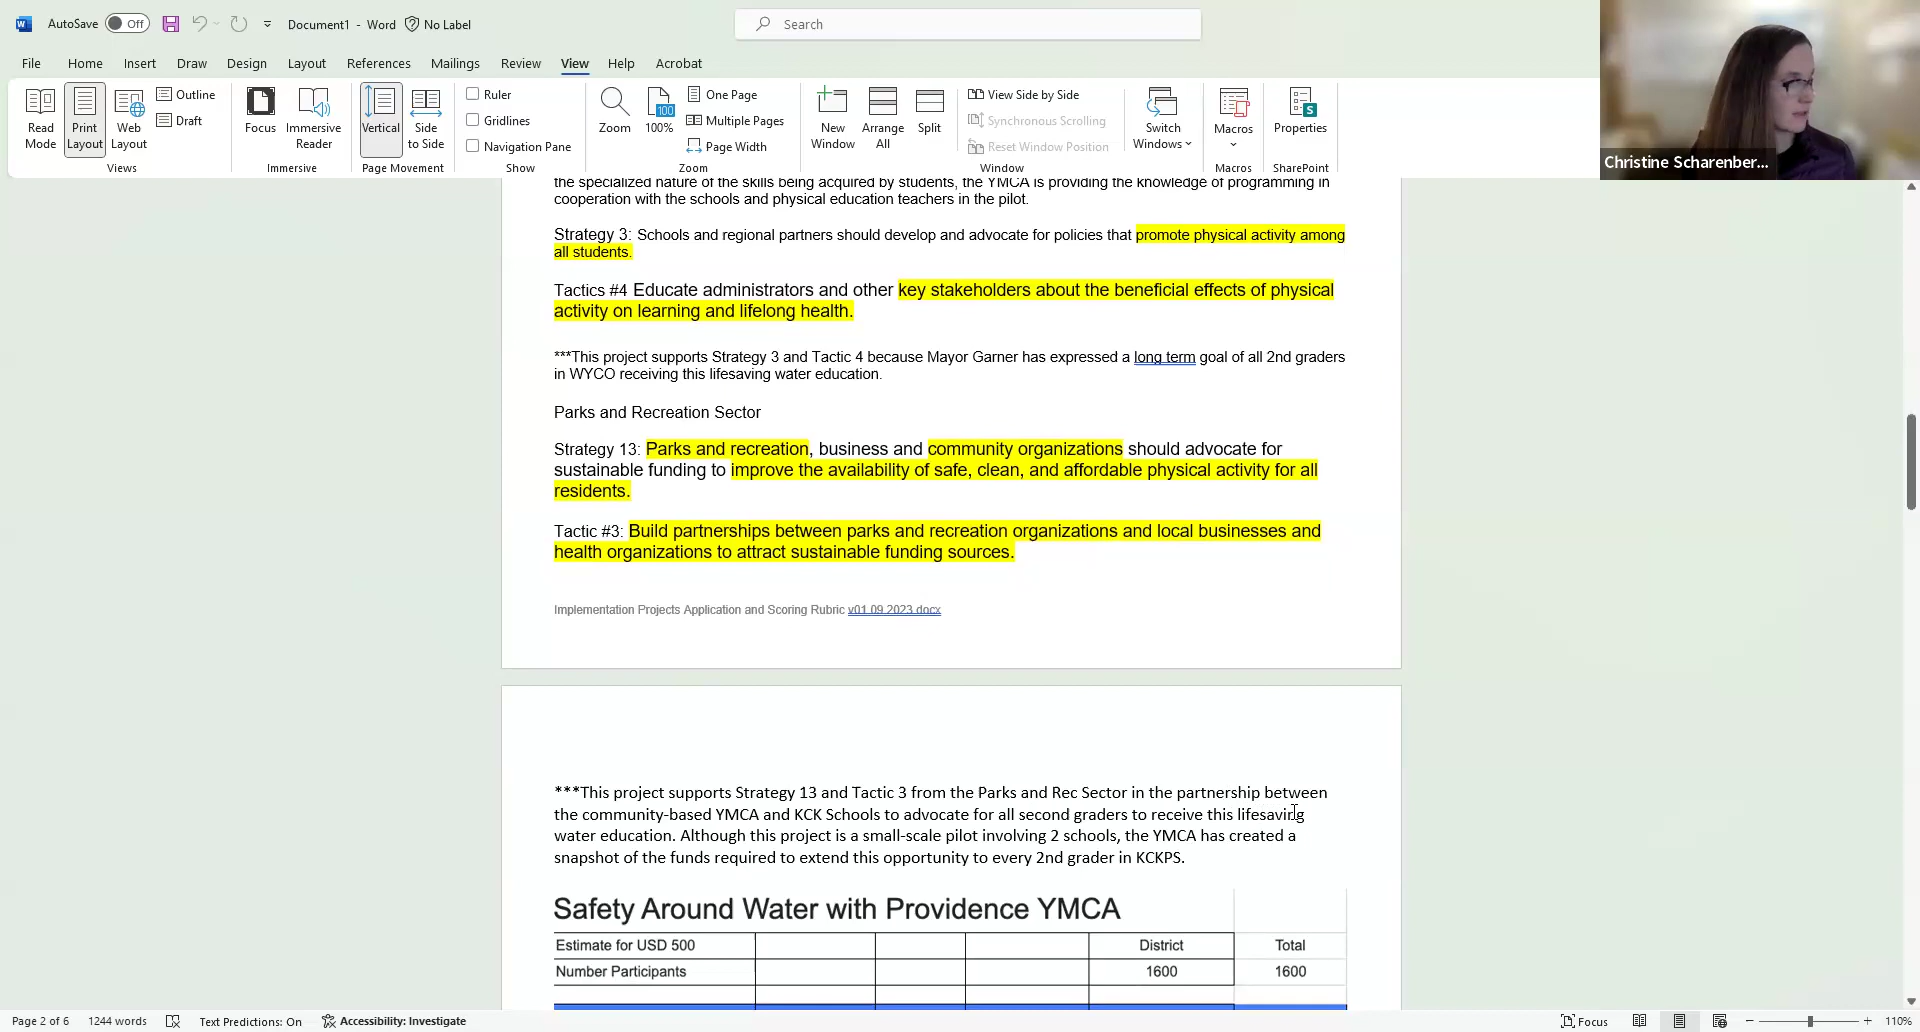 AutoSave Off Document1 - Word No Label Search
File Home Insert Draw Design Layout References Mailings Review View Help Acrobat
Read Mode
Print Layout
Web Layout
Outline
Draft
Views
Focus
Immersive Reader
Immersive
Vertical
Side to Side
Page Movement
Ruler
Gridlines
Navigation Pane
Show
Zoom
100
100%
One Page
Multiple Pages
Page Width
Zoom
New Window
Arrange All
Split
View Side by Side
Synchronous Scrolling
Reset Window Position
Window
Switch Windows
Macros
Macros
S
Properties
SharePoint
Christine Scharenber...
the specialized nature of the skills being acquired by students, the YMCA is providing the knowledge of programming in
cooperation with the schools and physical education teachers in the pilot.
Strategy 3: Schools and regional partners should develop and advocate for policies that promote physical activity among
all students.
Tactics #4 Educate administrators and other key stakeholders about the beneficial effects of physical
activity on learning and lifelong health.
***This project supports Strategy 3 and Tactic 4 because Mayor Garner has expressed a long term goal of all 2nd graders
in WYCO receiving this lifesaving water education.
Parks and Recreation Sector
Strategy 13: Parks and recreation, business and community organizations should advocate for
sustainable funding to improve the availability of safe, clean, and affordable physical activity for all
residents.
Tactic #3: Build partnerships between parks and recreation organizations and local businesses and
health organizations to attract sustainable funding sources.
Implementation Projects Application and Scoring Rubric v01.09.2023.docx
***This project supports Strategy 13 and Tactic 3 from the Parks and Rec Sector in the partnership between
the community-based YMCA and KCK Schools to advocate for all second graders to receive this lifesaving
water education. Although this project is a small-scale pilot involving 2 schools, the YMCA has created a
snapshot of the funds required to extend this opportunity to every 2nd grader in KCKPS.
Safety Around Water with Providence YMCA
Estimate for USD 500 District Total
Number Participants 1600 1600
Page 2 of 6 1244 words Text Predictions: On Accessibility: Investigate Focus 110%